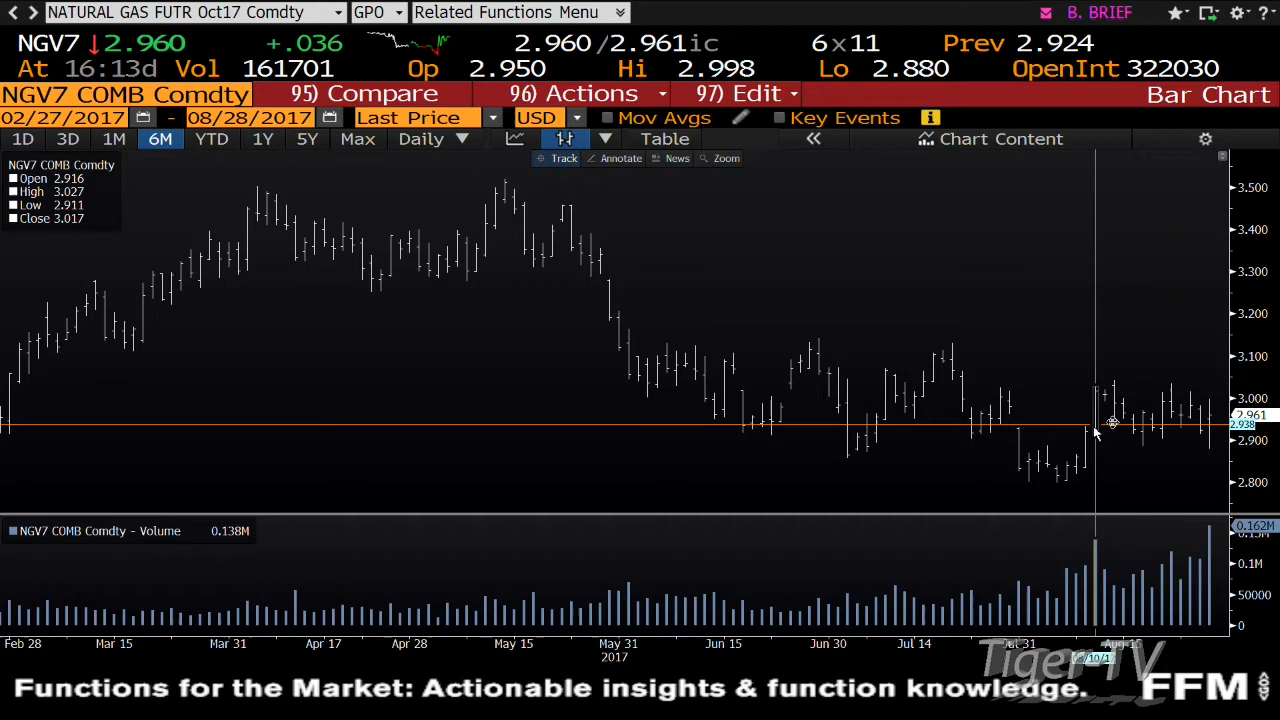 NATURAL GAS FUTR Oct17 Comdty GPO Related Functions Menu B. BRIEF ?
NGV7 2.960 +.036 2.960/2.961ic 6x11 Prev 2.924
At 16:13d Vol 161701 Op 2.950 Hi 2.998 Lo 2.880 OpenInt 322030
NGV7 COMB Comdty 95) Compare 96) Actions 97) Edit Bar Chart
02/27/2017 - 08/28/2017 Last Price USD Mov Avgs Key Events i
1D 3D 1M 6M YTD 1Y 5Y Max Daily Table « Chart Content
Track Annotate News Zoom
NGV7 COMB Comdty
Open 2.916
High 3.027
Low 2.911
Close 3.017
3.500
3.400
3.300
3.200
3.100
3.000
2.961
2.938
2.900
2.800
NGV7 COMB Comdty - Volume 0.138M
0.162M
0.1M
50000
0
Feb 28 Mar 15 Mar 31 Apr 17 Apr 28 May 15 May 31 Jun 15 Jun 30 Jul 14 Jul 31 Aug 15
2017
Tiger-TV
Functions for the Market: Actionable insights & function knowledge. FFM